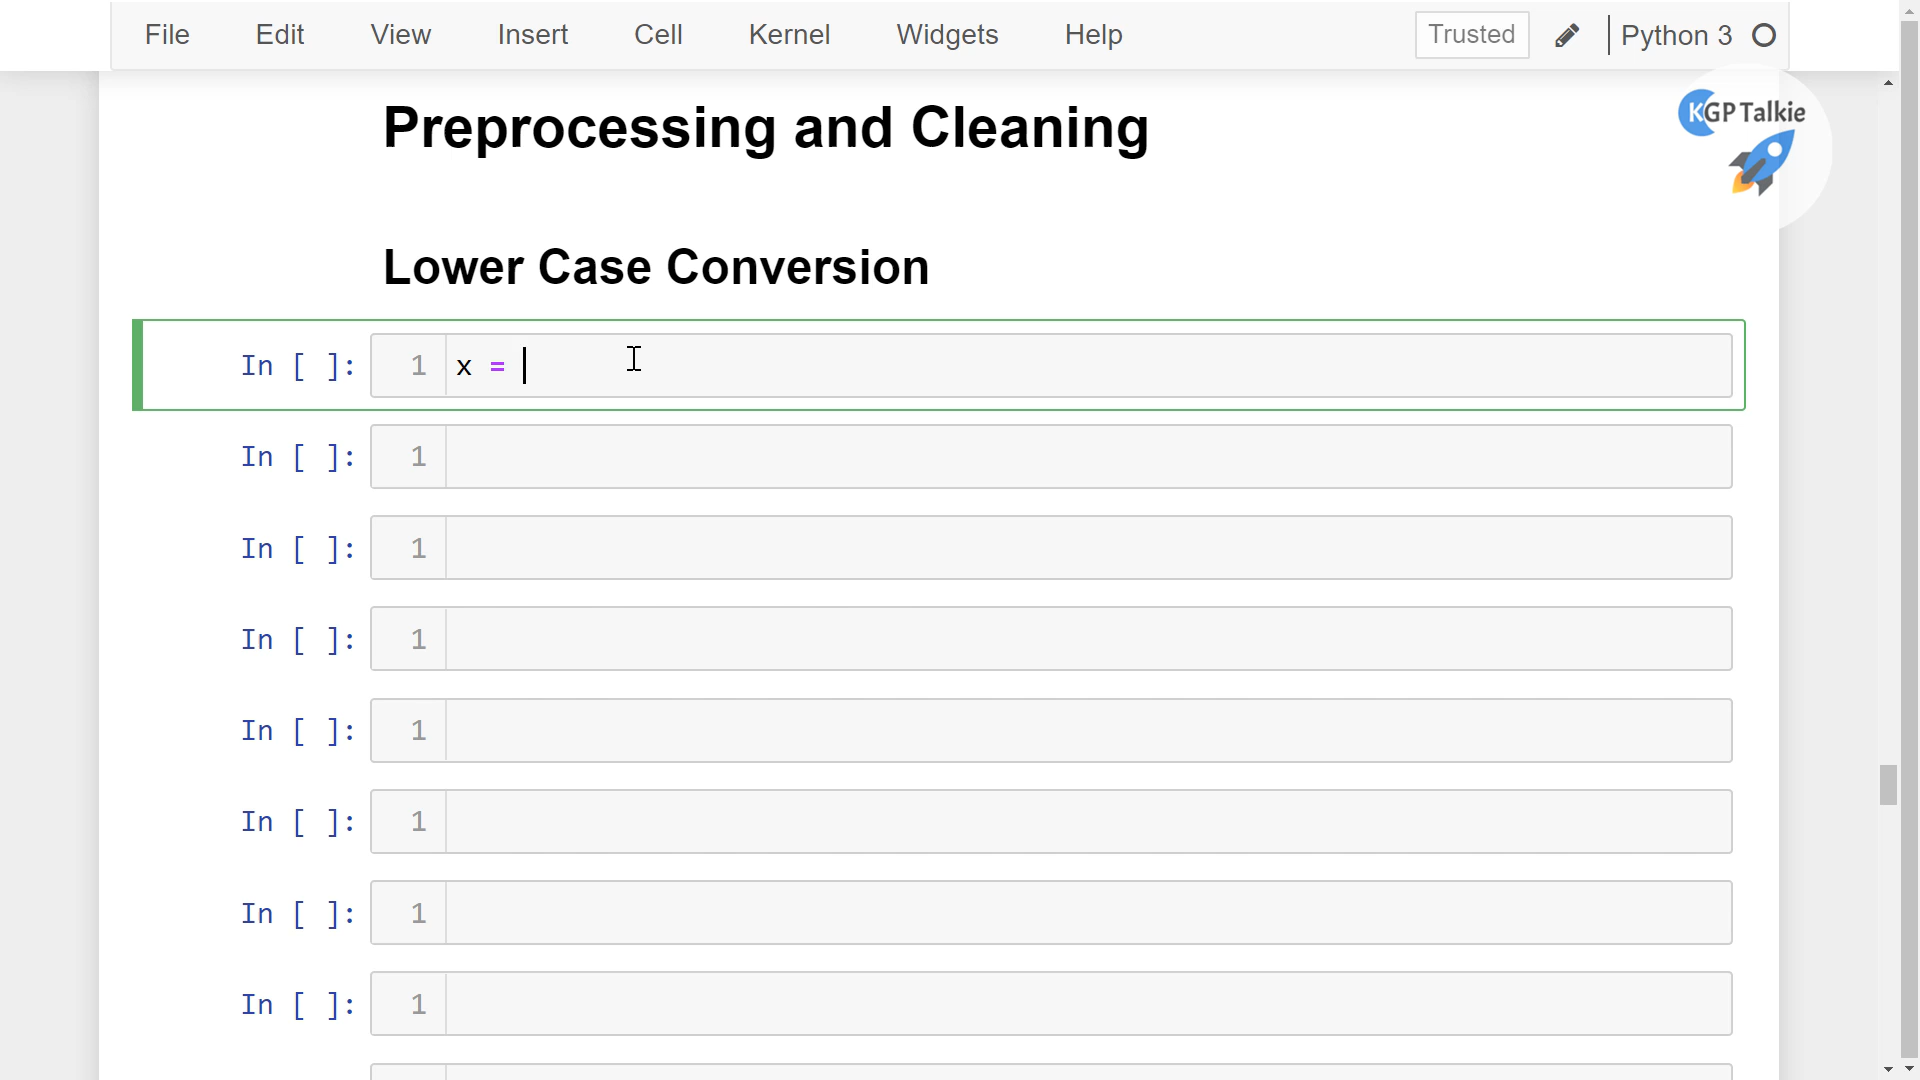 File Edit View Insert Cell Kernel Widgets Help Trusted Python 3
KGP Talkie
Preprocessing and Cleaning
Lower Case Conversion
In [ ]: 1 x =
In [ ]: 1
In [ ]: 1
In [ ]: 1
In [ ]: 1
In [ ]: 1
In [ ]: 1
In [ ]: 1